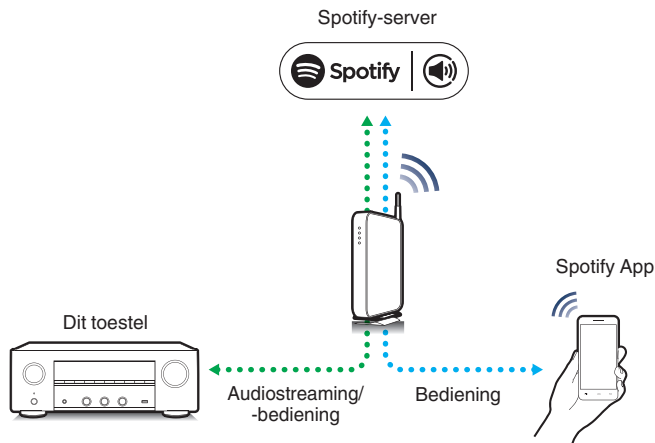 Spotify-server
Spotify
Spotify App
Dit toestel
Audiostreaming/
-bediening
Bediening